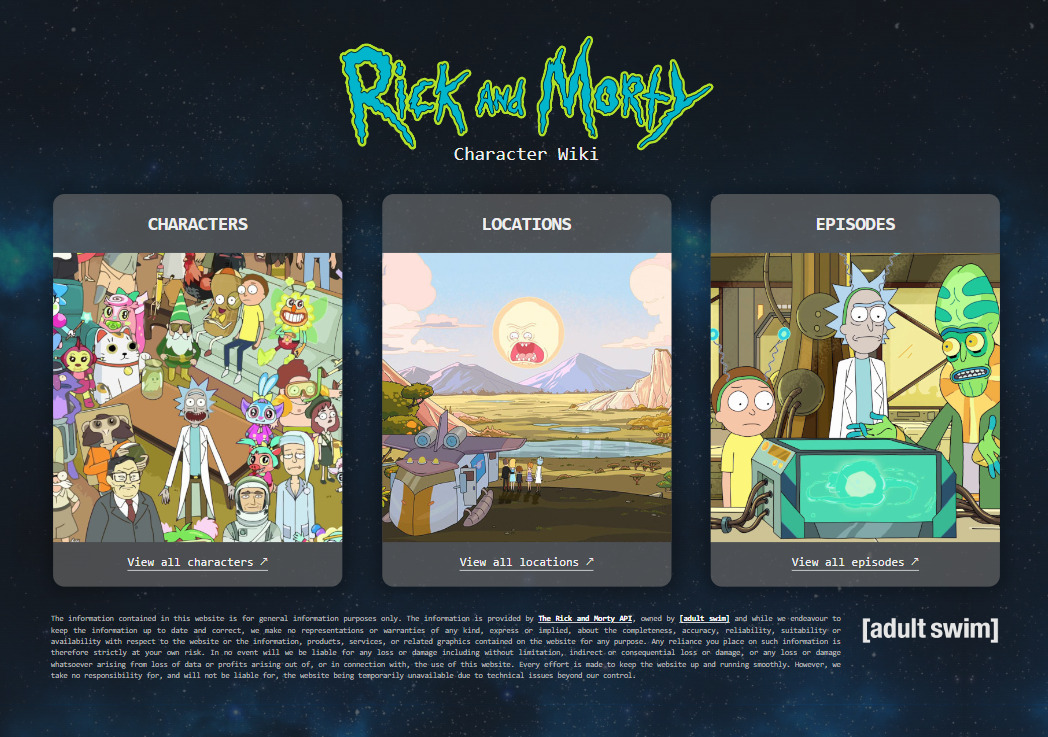 Rick and Morty
Character Wiki
CHARACTERS
LOCATIONS
EPISODES
View all characters ↗
View all locations ↗
View all episodes ↗
The information contained in this website is for general information purposes only. The information is provided by The Rick and Morty API, owned by [adult swim] and while we endeavour to
keep the information up to date and correct, we make no representations or warranties of any kind, express or implied, about the completeness, accuracy, reliability, suitability or
availability with respect to the website or the information, products, services, or related graphics contained on the website for any purpose. Any reliance you place on such information is
therefore strictly at your own risk. In no event will we be liable for any loss or damage including without limitation, indirect or consequential loss or damage, or any loss or damage
whatsoever arising from loss of data or profits arising out of, or in connection with, the use of this website. Every effort is made to keep the website up and running smoothly. However, we
take no responsibility for, and will not be liable for, the website being temporarily unavailable due to technical issues beyond our control.
[adult swim]